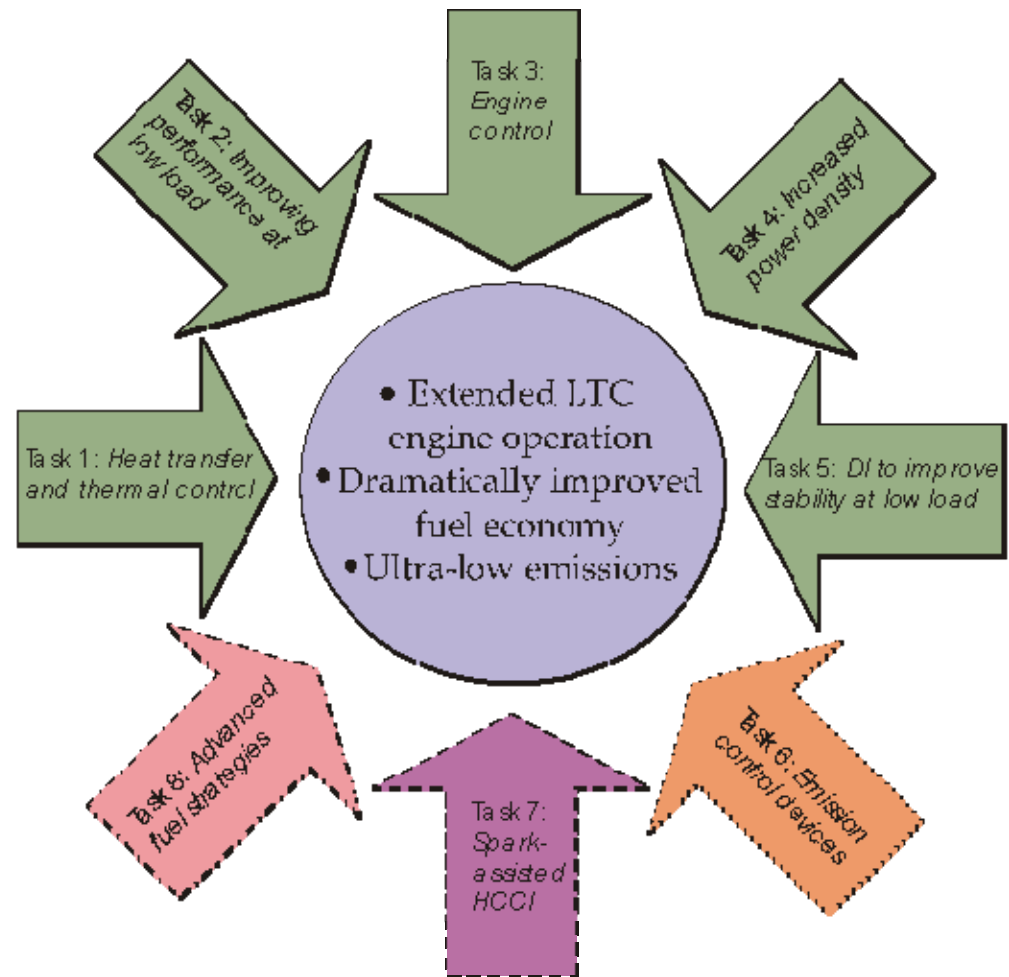 Task 3:
Engine
control
Task 2: Improving
performance at
low load
Task 4: Increased
power density
• Extended LTC
engine operation
• Dramatically improved
fuel economy
• Ultra-low emissions
Task 1: Heat transfer
and thermal control
Task 5: DI to improve
stability at low load
Task 8: Advanced
fuel strategies
Task 7:
Spark-
assisted
HCCI
Task 6: Emission
control devices